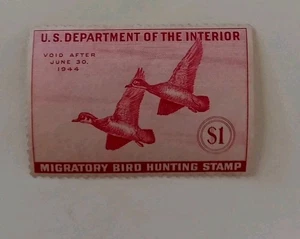 U.S. DEPARTMENT OF THE INTERIOR
VOID AFTER
JUNE 30,
1944
$1
MIGRATORY BIRD HUNTING STAMP